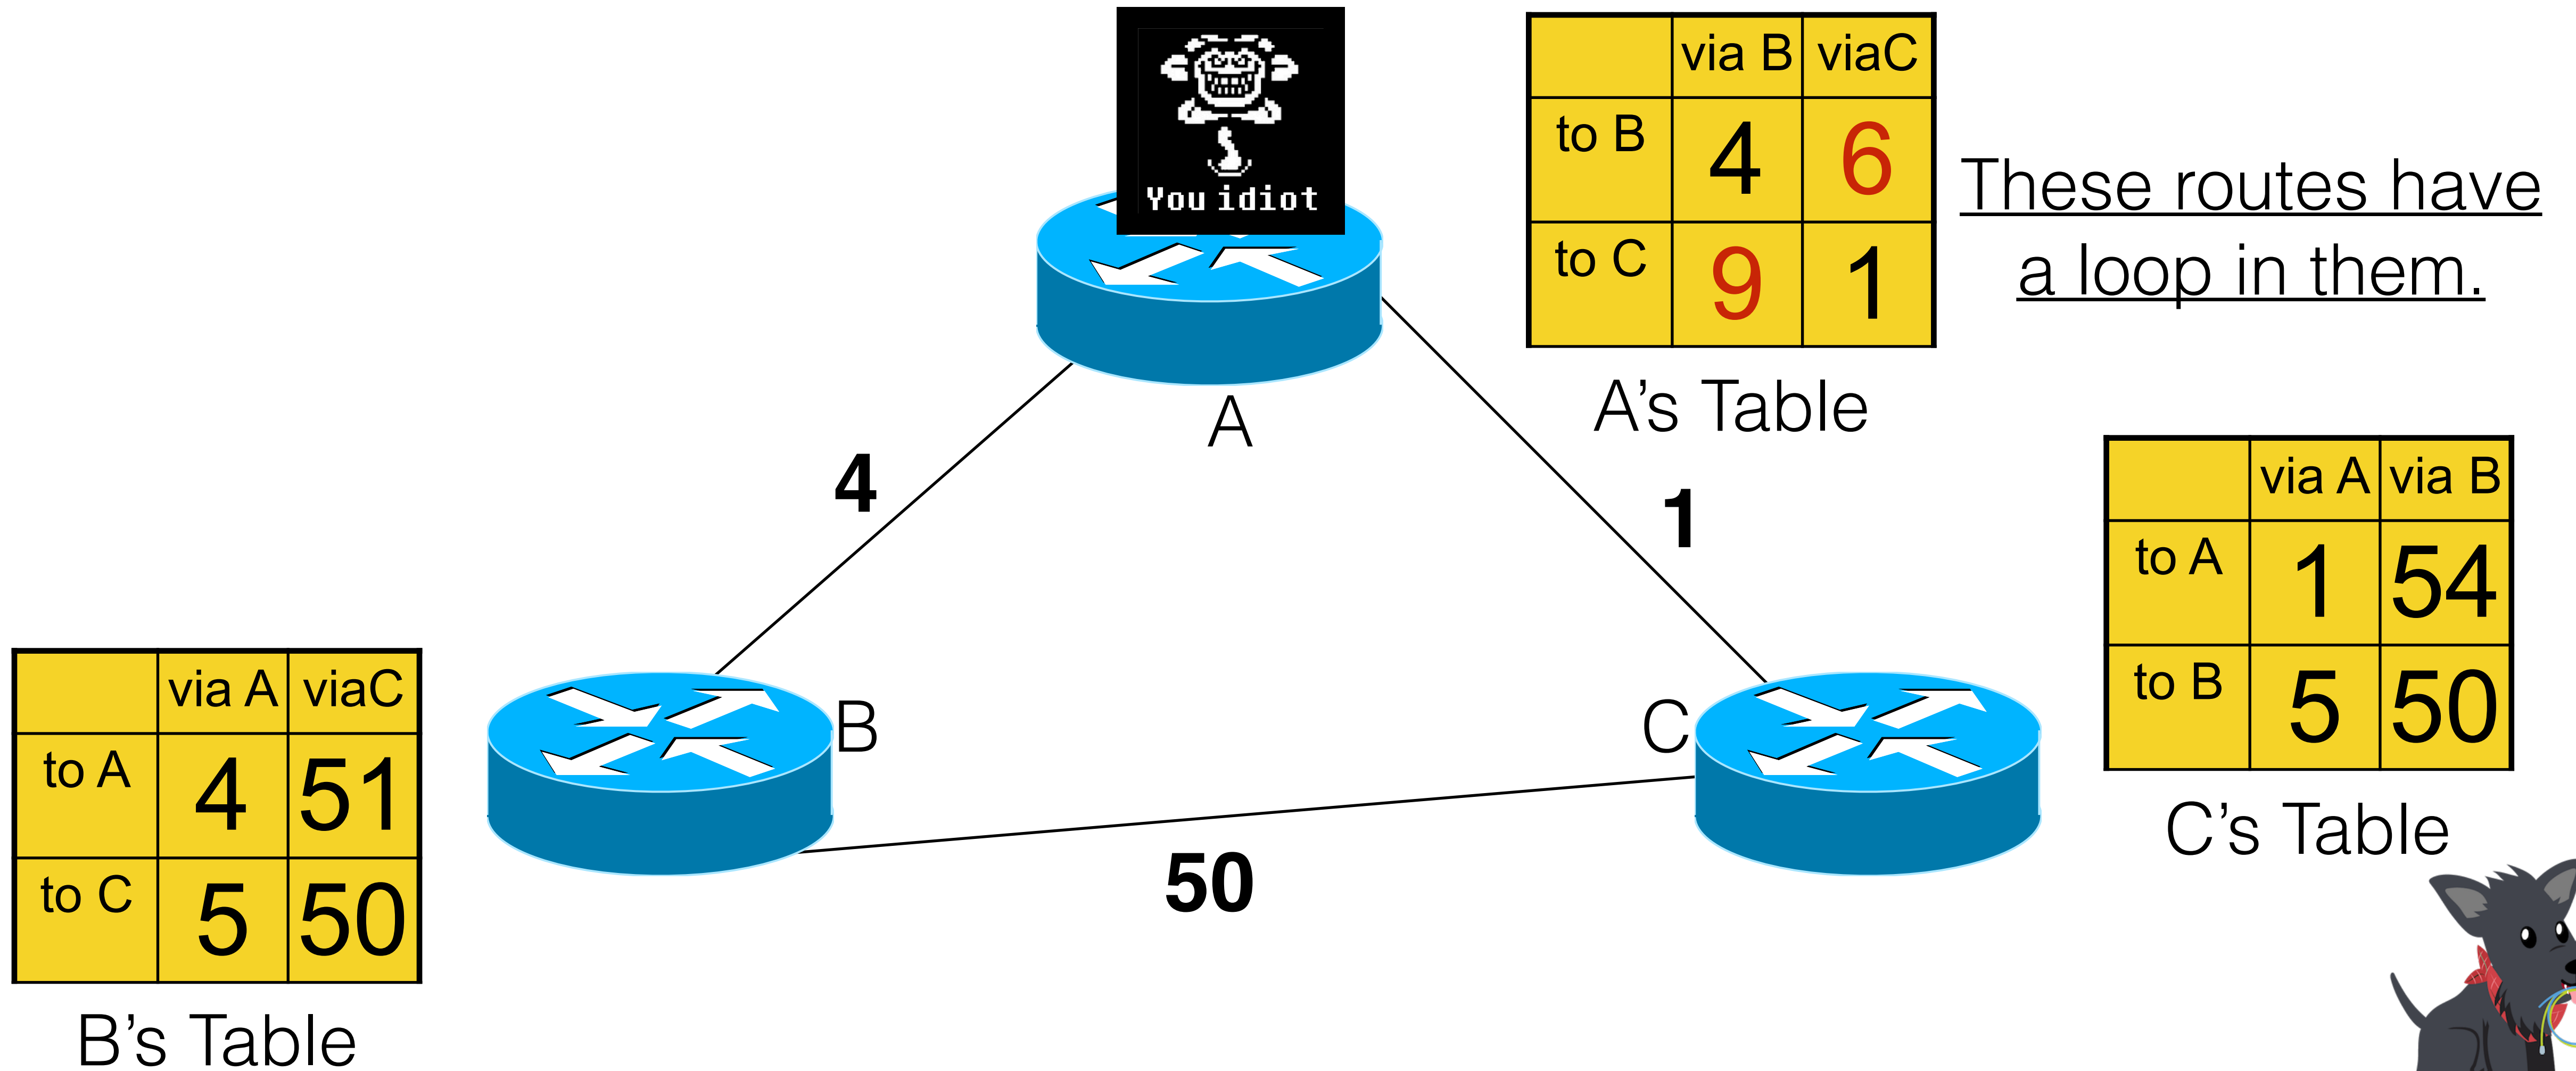 You idiot
via B viaC
to B 4 6
to C 9 1
A's Table
These routes have
a loop in them.
A
4
1
via A via B
to A 1 54
to B 5 50
C's Table
B
C
50
via A viaC
to A 4 51
to C 5 50
B's Table